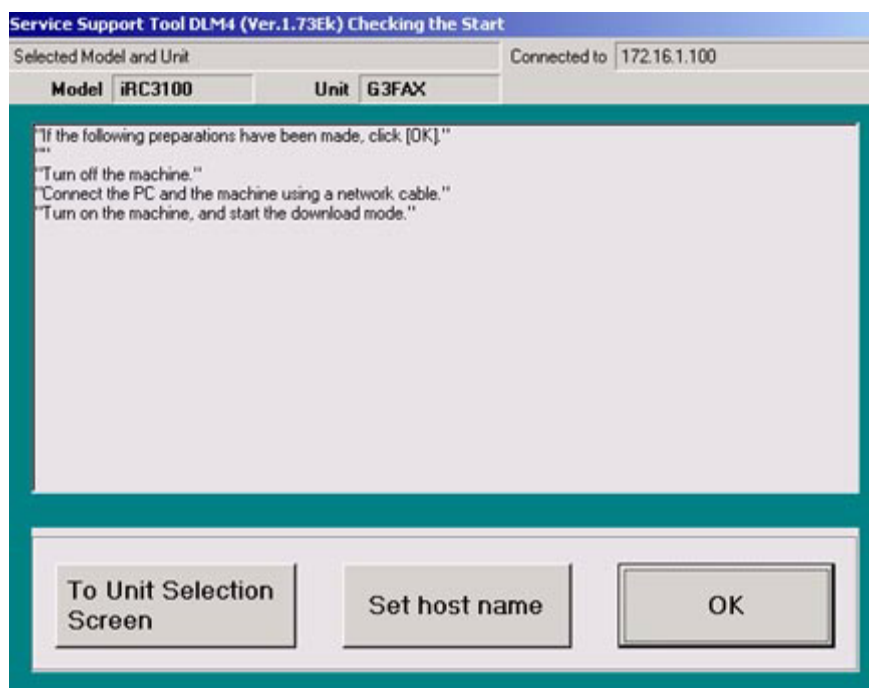 Service Support Tool DLM4 (Ver.1.73Ek) Checking the Start
Selected Model and Unit Connected to 172.16.1.100
Model iRC3100 Unit G3FAX
"If the following preparations have been made, click [OK]."
""
"Turn off the machine."
"Connect the PC and the machine using a network cable."
"Turn on the machine, and start the download mode."
To Unit Selection
Screen
Set host name
OK